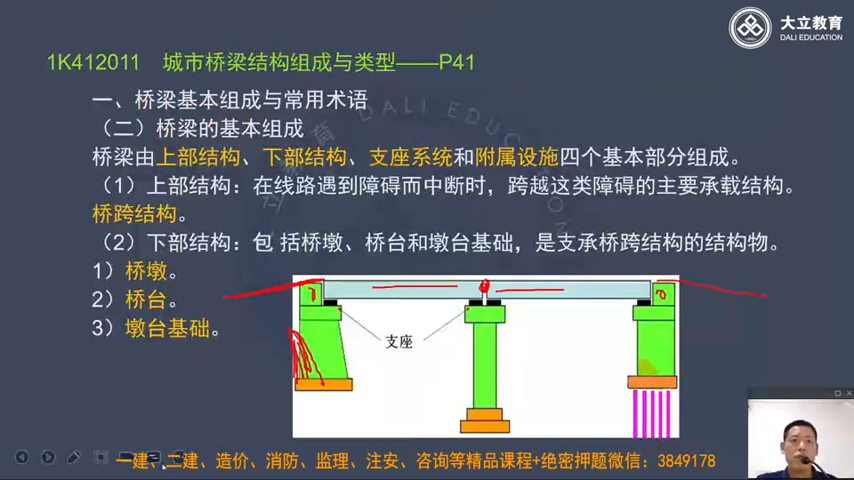 大立教育
DALI EDUCATION
1K412011 城市桥梁结构组成与类型——P41
一、桥梁基本组成与常用术语
（二）桥梁的基本组成
桥梁由上部结构、下部结构、支座系统和附属设施四个基本部分组成。
（1）上部结构：在线路遇到障碍而中断时，跨越这类障碍的主要承载结构。
桥跨结构。
（2）下部结构：包 括桥墩、桥台和墩台基础，是支承桥跨结构的结构物。
1）桥墩。
2）桥台。
3）墩台基础。
支座
一建、二建、造价、消防、监理、注安、咨询等精品课程+绝密押题微信：3849178